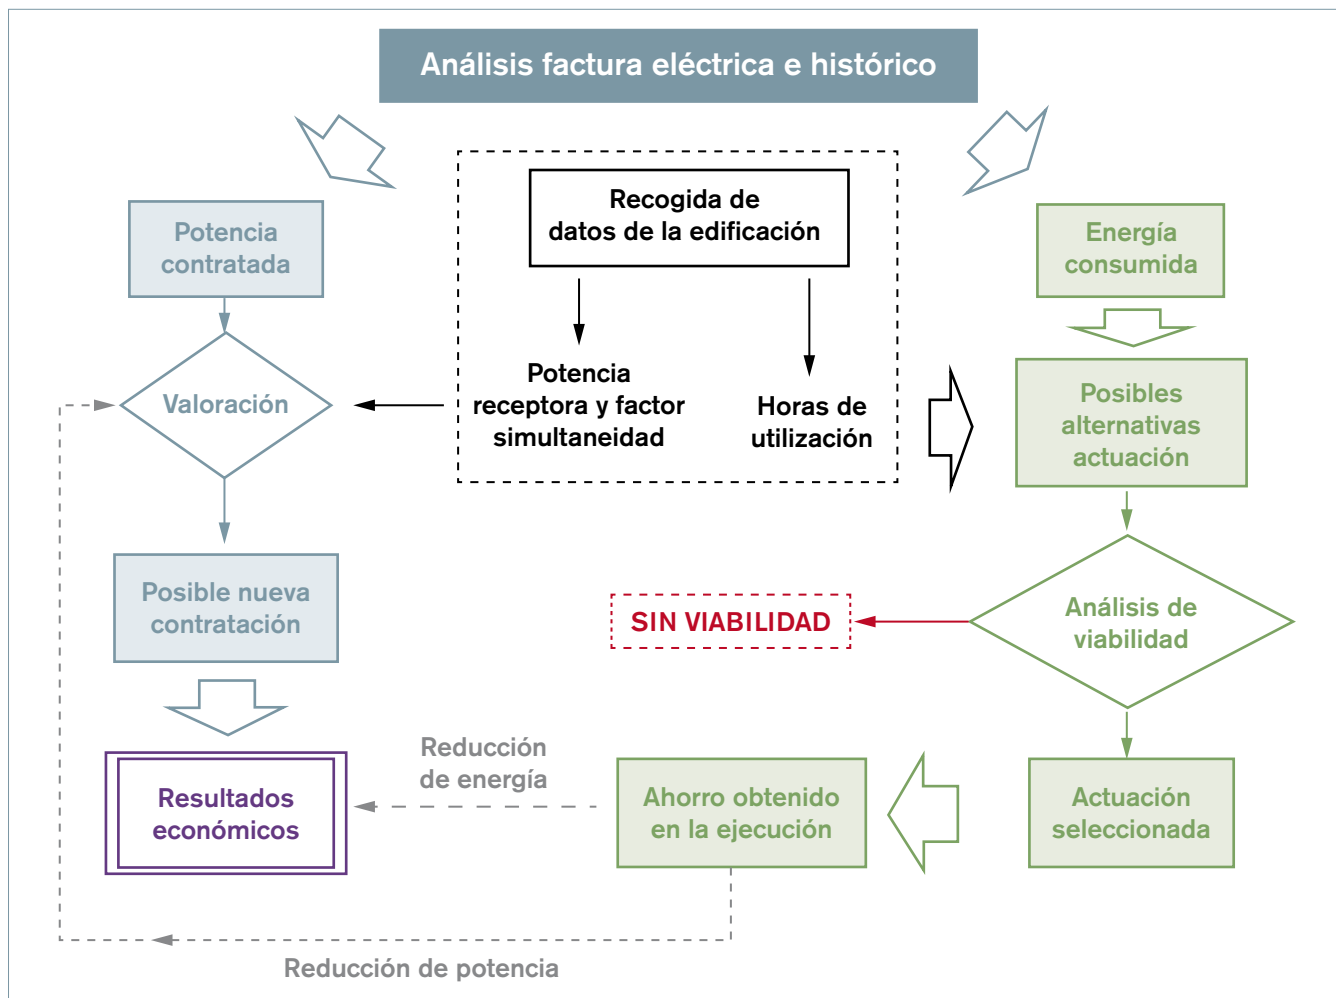 Análisis factura eléctrica e histórico
Recogida de
datos de la edificación
Potencia
contratada
Energía
consumida
Valoración
Potencia
receptora y factor
simultaneidad
Horas de
utilización
Posibles
alternativas
actuación
Posible nueva
contratación
SIN VIABILIDAD
Análisis de
viabilidad
Reducción
de energía
Resultados
económicos
Ahorro obtenido
en la ejecución
Actuación
seleccionada
Reducción de potencia